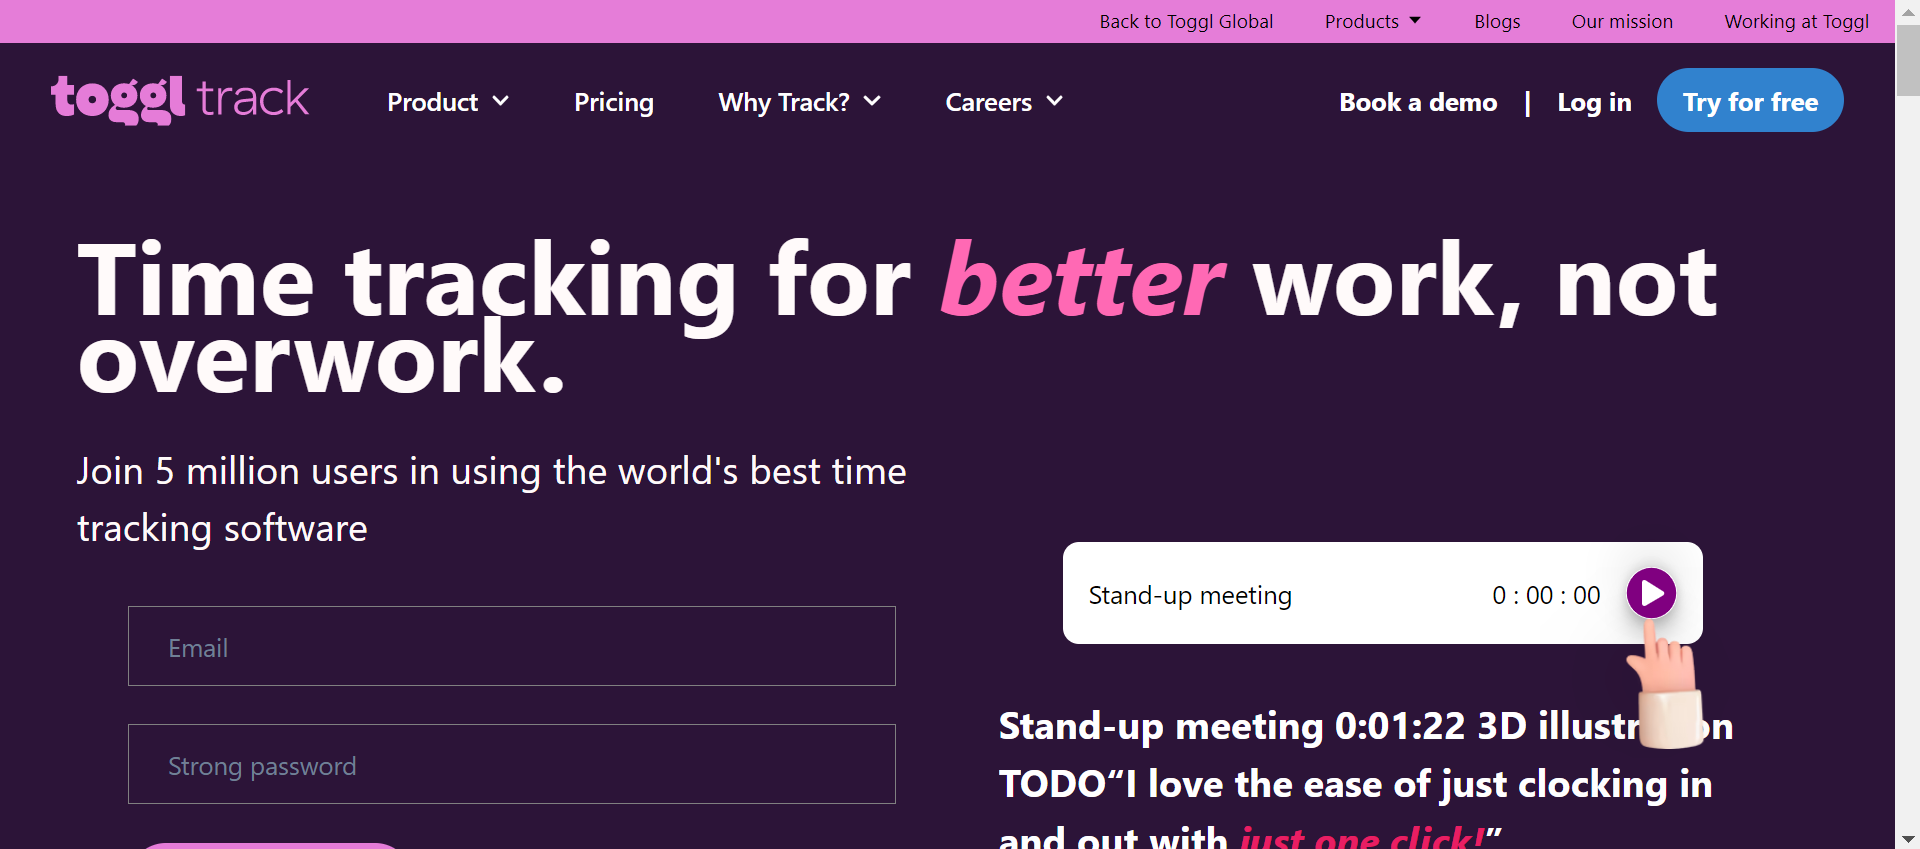 Back to Toggl Global Products Blogs Our mission Working at Toggl
toggl track Product Pricing Why Track? Careers Book a demo | Log in Try for free
Time tracking for better work, not
overwork.
Join 5 million users in using the world's best time
tracking software
Email
Strong password
Stand-up meeting 0 : 00 : 00
Stand-up meeting 0:01:22 3D
TODO“I love the ease of just clocking in
and out with just one click!”